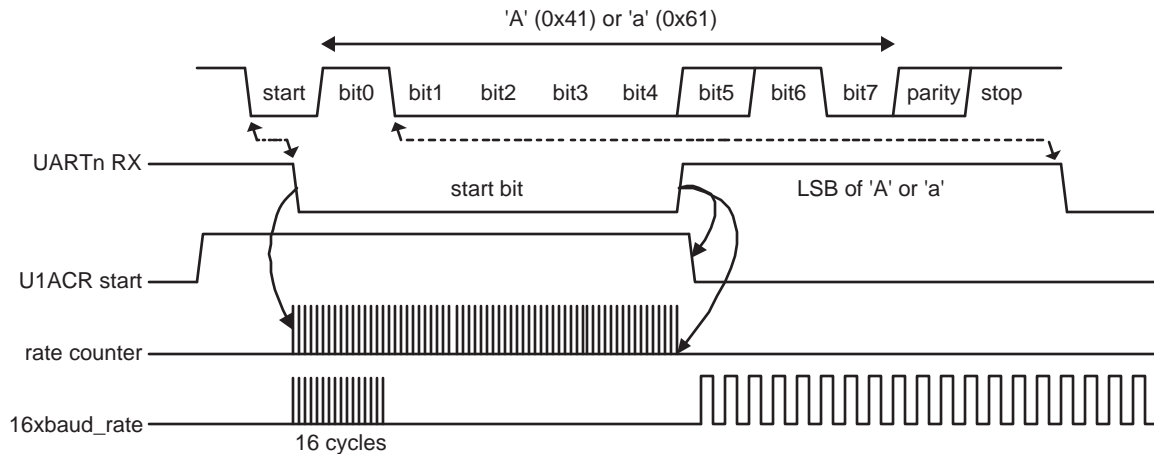 'A' (0x41) or 'a' (0x61)
start bit0 bit1 bit2 bit3 bit4 bit5 bit6 bit7 parity stop
UARTn RX
start bit
LSB of 'A' or 'a'
U1ACR start
rate counter
16xbaud_rate
16 cycles